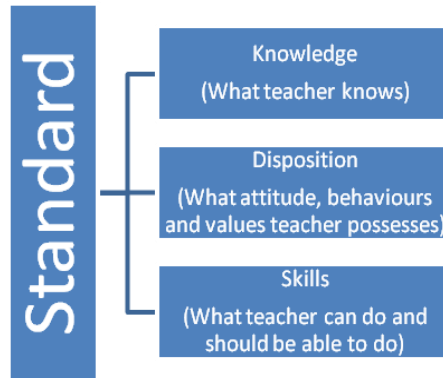 Standard
Knowledge
(What teacher knows)
Disposition
(What attitude, behaviours
and values teacher possesses)
Skills
(What teacher can do and
should be able to do)